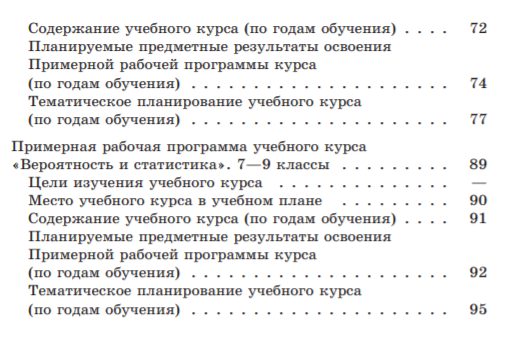 Содержание учебного курса (по годам обучения) . . . . 72
Планируемые предметные результаты освоения
Примерной рабочей программы курса
(по годам обучения) . . . . . . . . . . . . . . . . . . . . . 74
Тематическое планирование учебного курса
(по годам обучения) . . . . . . . . . . . . . . . . . . . . . 77
Примерная рабочая программа учебного курса
«Вероятность и статистика». 7—9 классы . . . . . . . . . 89
Цели изучения учебного курса . . . . . . . . . . . . . . —
Место учебного курса в учебном плане . . . . . . . . . 90
Содержание учебного курса (по годам обучения) . . . . 91
Планируемые предметные результаты освоения
Примерной рабочей программы курса
(по годам обучения) . . . . . . . . . . . . . . . . . . . . . 92
Тематическое планирование учебного курса
(по годам обучения) . . . . . . . . . . . . . . . . . . . . . 95